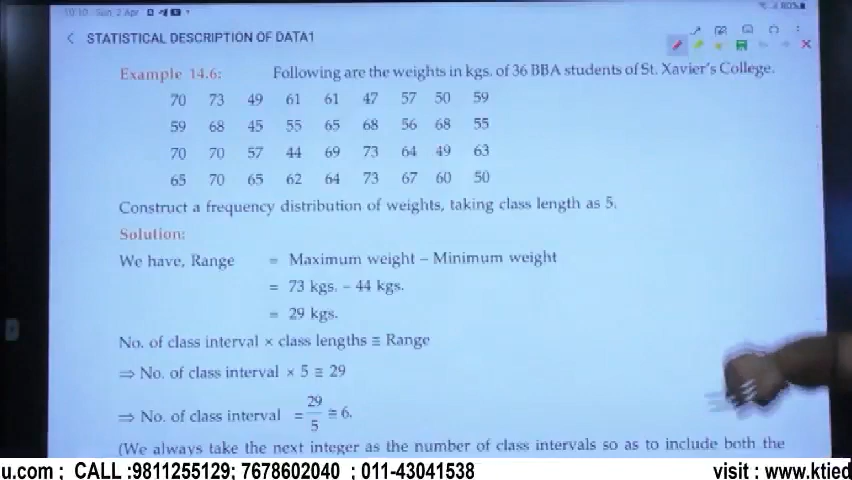 10:10 Sun, 2 Apr
80%
STATISTICAL DESCRIPTION OF DATA1
Example 14.6: Following are the weights in kgs. of 36 BBA students of St. Xavier's College.
70 73 49 61 61 47 57 50 59
59 68 45 55 65 68 56 68 55
70 70 57 44 69 73 64 49 63
65 70 65 62 64 73 67 60 50
Construct a frequency distribution of weights, taking class length as 5.
Solution:
We have, Range = Maximum weight – Minimum weight
= 73 kgs. – 44 kgs.
= 29 kgs.
No. of class interval × class lengths ≅ Range
⇒ No. of class interval × 5 ≅ 29
⇒ No. of class interval = 29/5 ≅ 6.
(We always take the next integer as the number of class intervals so as to include both the
u.com ; CALL :9811255129; 7678602040 ; :011-43041538 visit : www.ktied